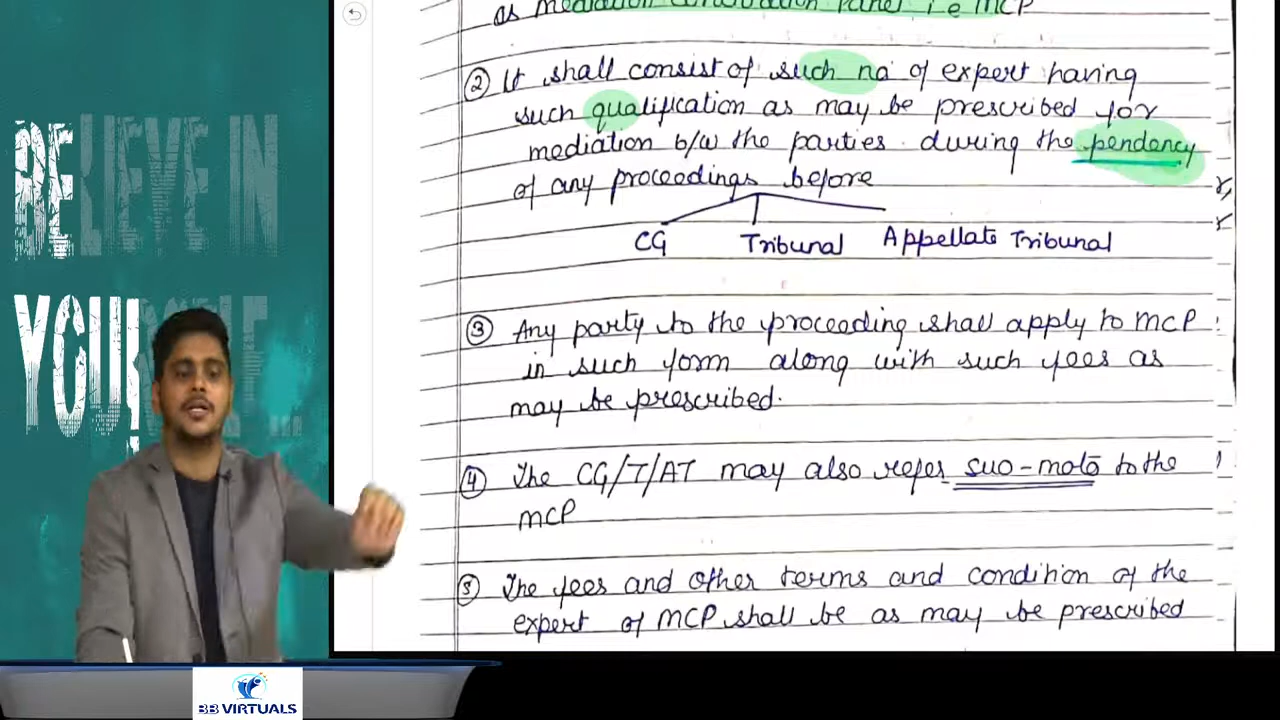 BELIEVE IN
YOU
as mediation conciliation panel i.e MCP
② It shall consist of such no of expert having
such qualification as may be prescribed for
mediation b/w the parties during the pendency
of any proceedings before
CG Tribunal Appellate Tribunal
③ Any party to the proceeding shall apply to MCP
in such form along with such fees as
may be prescribed.
④ The CG/T/AT may also refer suo-moto to the
MCP
⑤ The fees and other terms and condition of the
expert of MCP shall be as may be prescribed
BB VIRTUALS